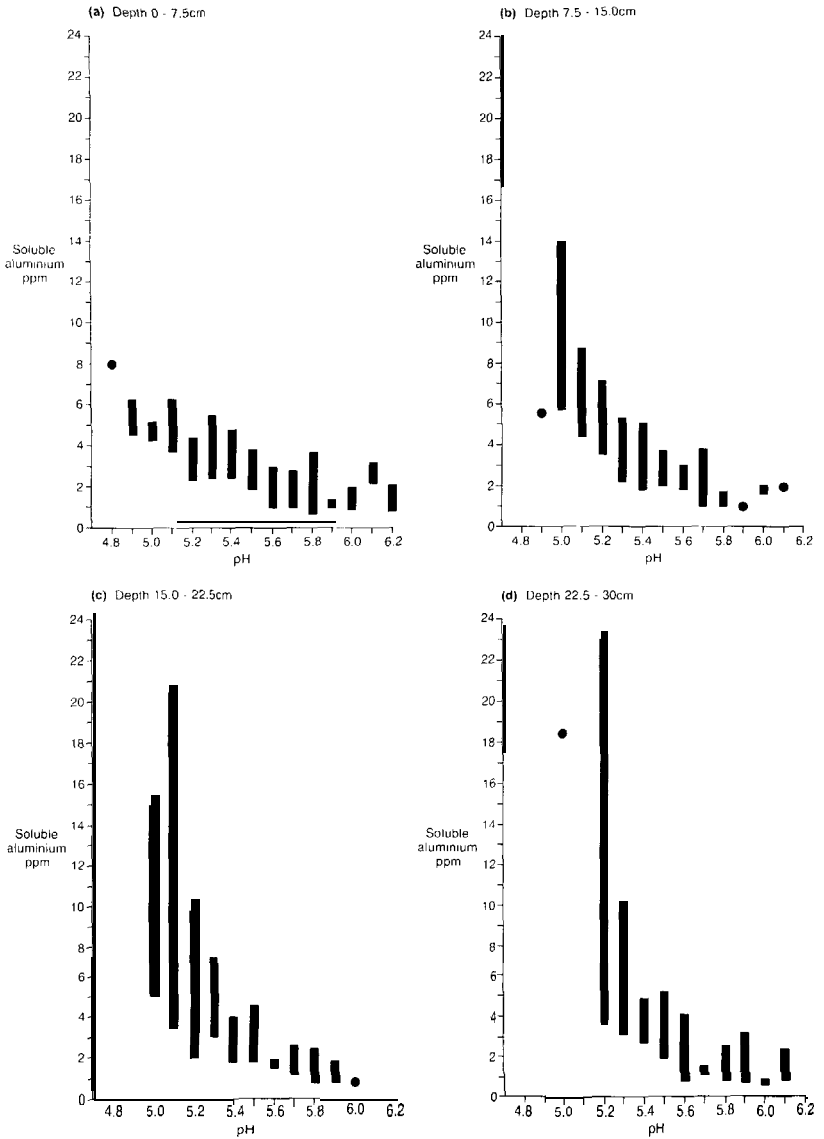 (a) Depth 0 - 7.5cm
24
22
20
18
16
14
12
10
8
6
4
2
0
Soluble
aluminium
ppm
4.8 5.0 5.2 5.4 5.6 5.8 6.0 6.2
pH
(b) Depth 7.5 - 15.0cm
24
22
20
18
16
14
12
10
8
6
4
2
0
Soluble
aluminium
ppm
4.8 5.0 5.2 5.4 5.6 5.8 6.0 6.2
pH
(c) Depth 15.0 - 22.5cm
24
22
20
18
16
14
12
10
8
6
4
2
0
Soluble
aluminium
ppm
4.8 5.0 5.2 5.4 5.6 5.8 6.0 6.2
pH
(d) Depth 22.5 - 30cm
24
22
20
18
16
14
12
10
8
6
4
2
0
Soluble
aluminium
ppm
4.8 5.0 5.2 5.4 5.6 5.8 6.0 6.2
pH